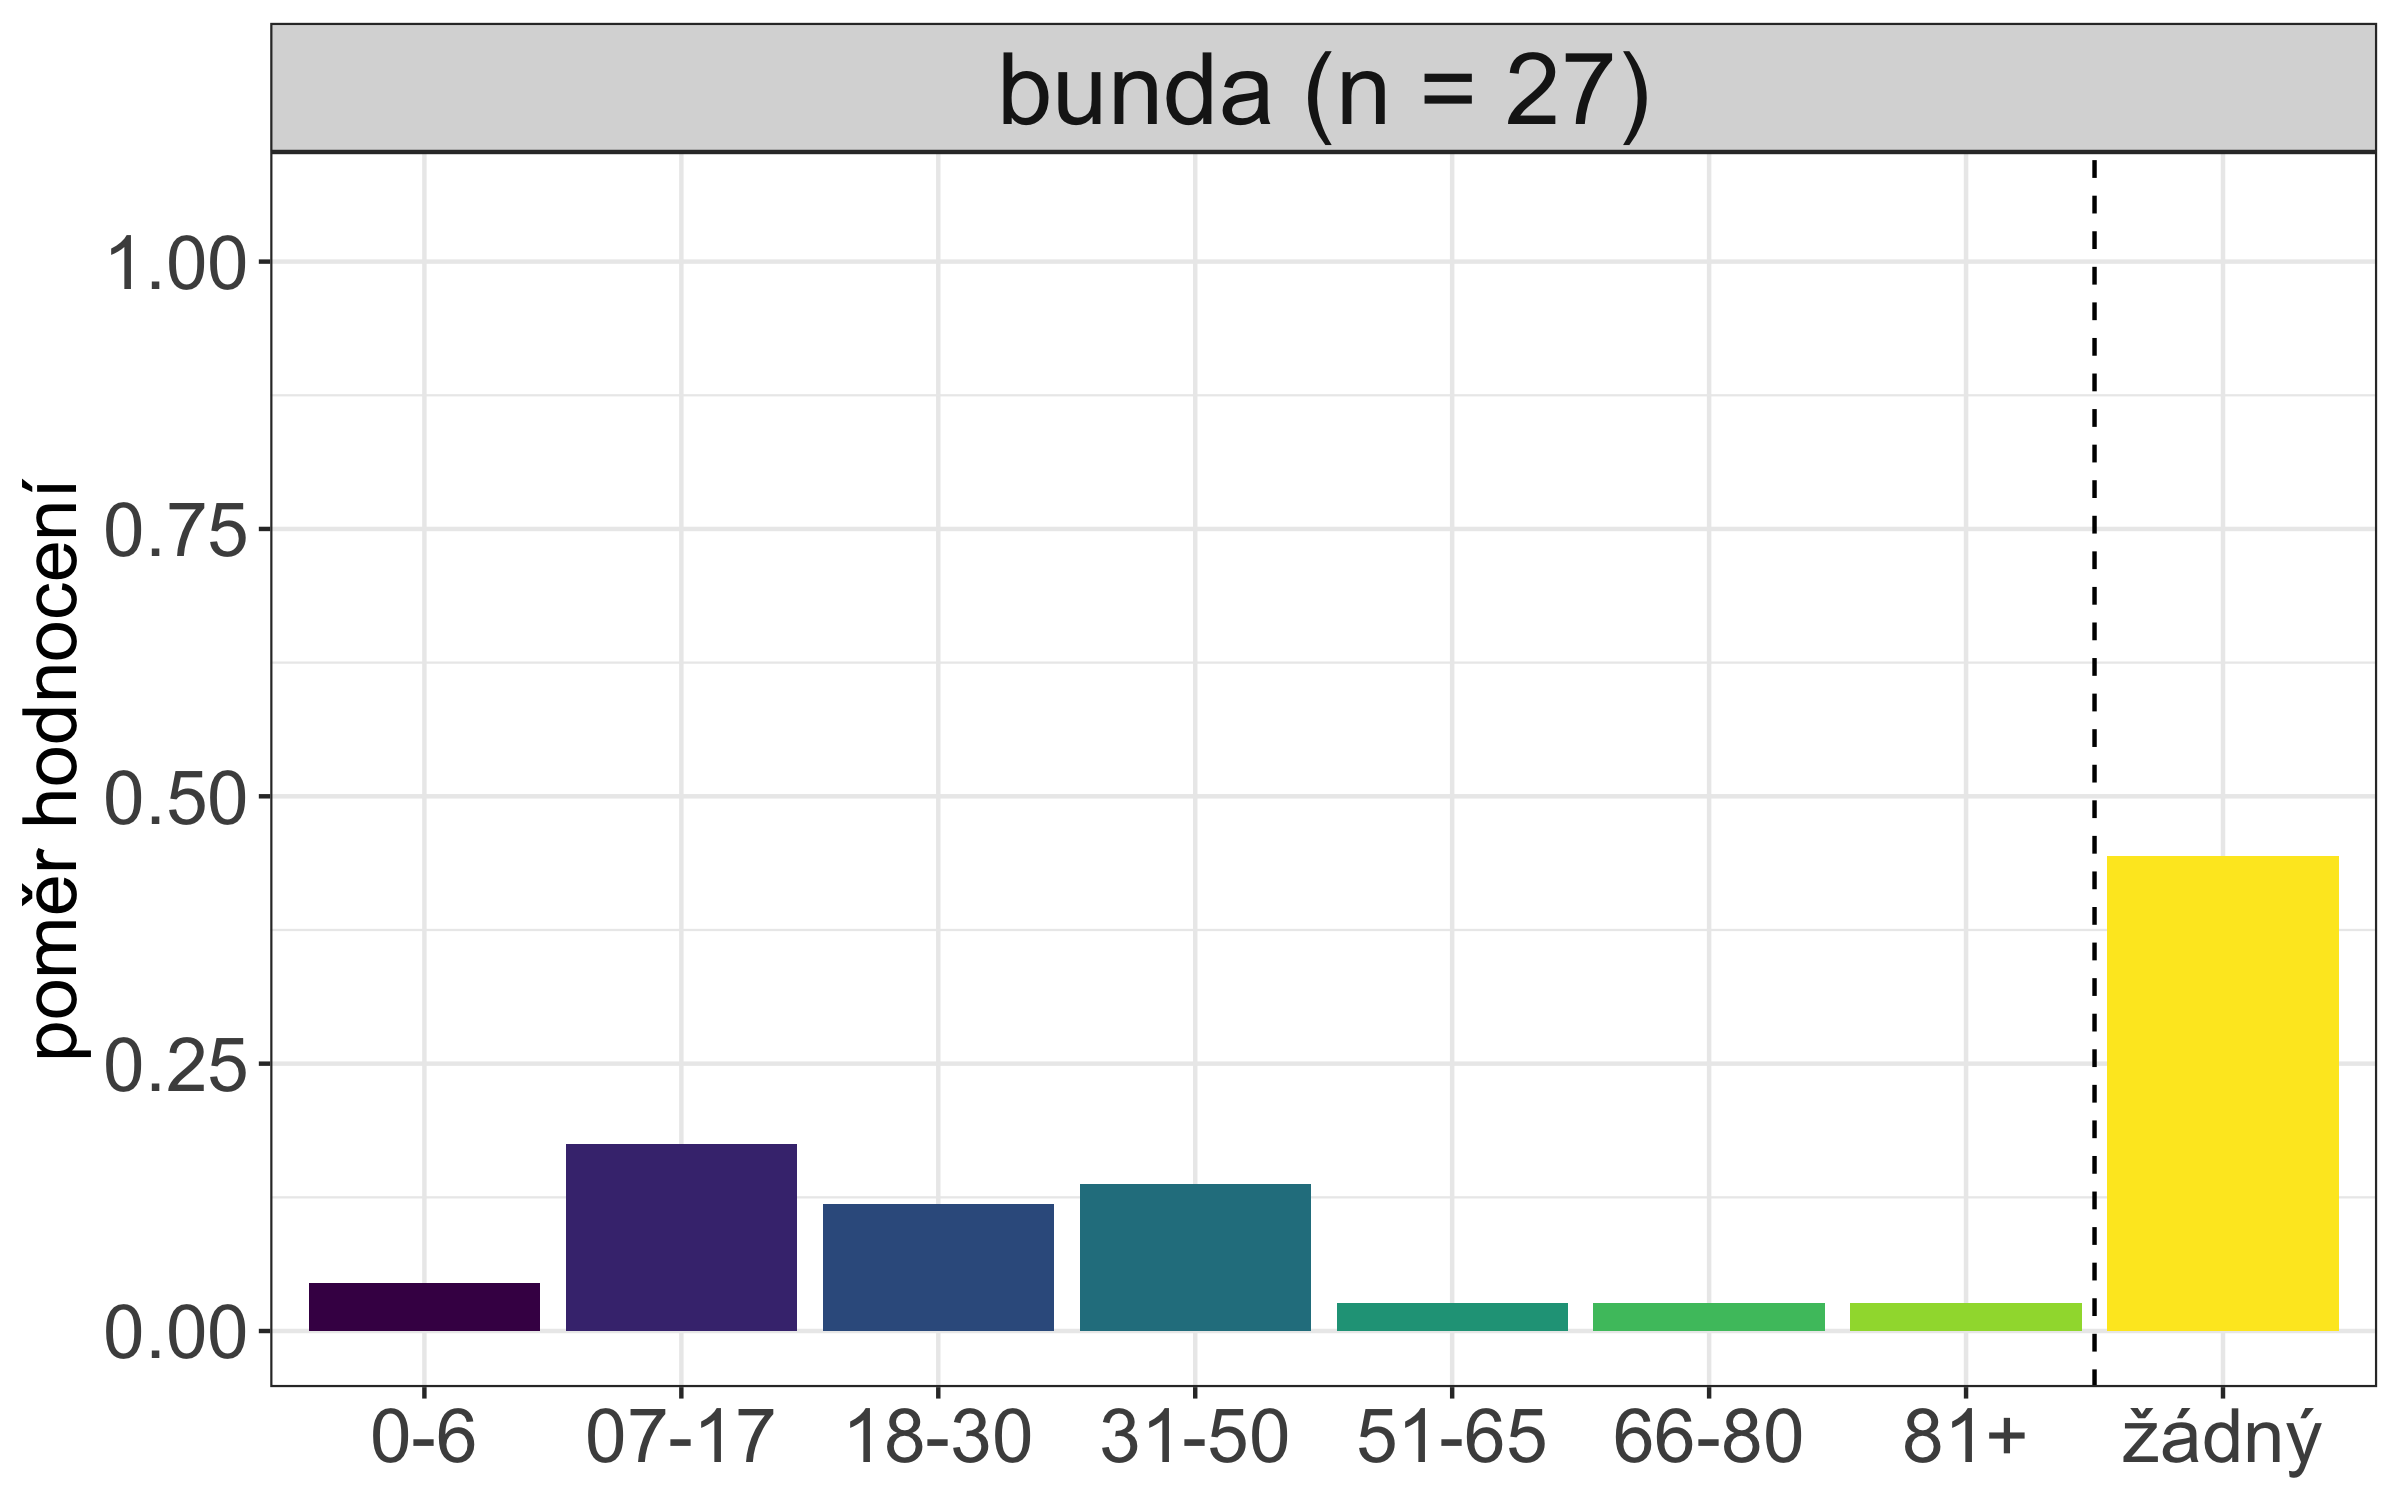 bunda (n = 27)
poměr hodnocení
1.00
0.75
0.50
0.25
0.00
0-6 07-17 18-30 31-50 51-65 66-80 81+ žádný